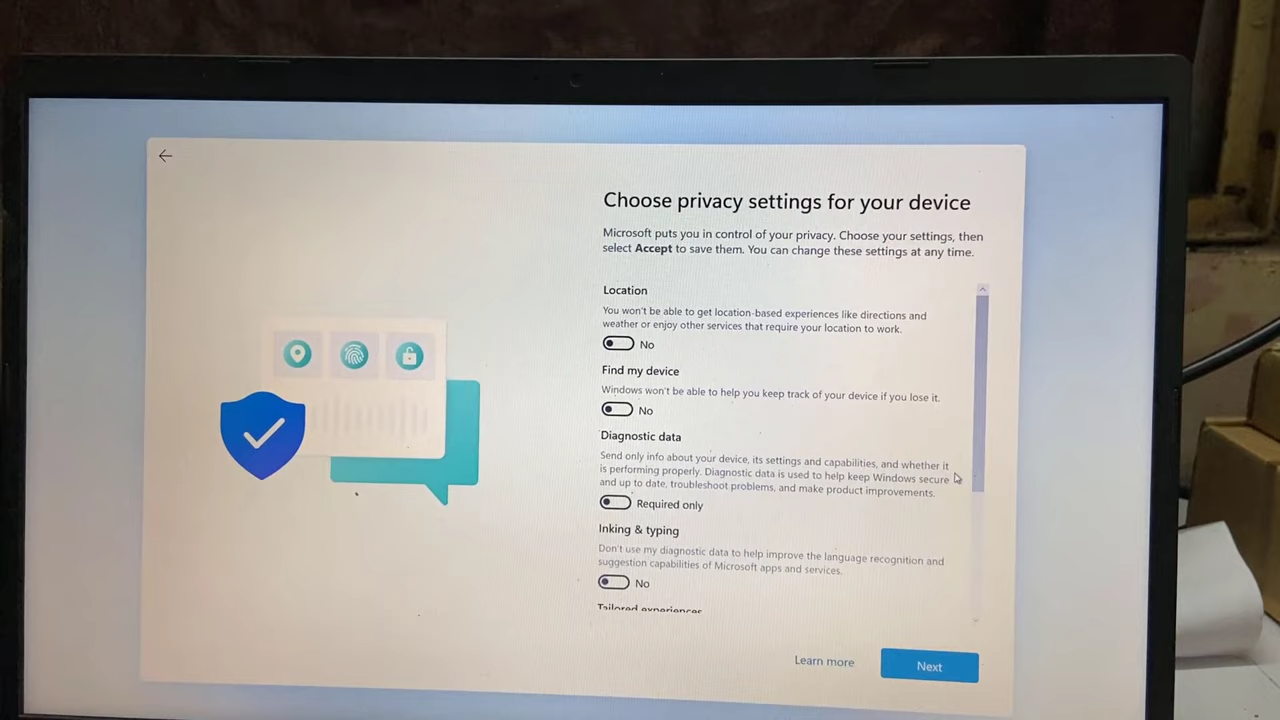 Choose privacy settings for your device
Microsoft puts you in control of your privacy. Choose your settings, then
select Accept to save them. You can change these settings at any time.
Location
You won't be able to get location-based experiences like directions and
weather or enjoy other services that require your location to work.
No
Find my device
Windows won't be able to help you keep track of your device if you lose it.
No
Diagnostic data
Send only info about your device, its settings and capabilities, and whether it
is performing properly. Diagnostic data is used to help keep Windows secure
and up to date, troubleshoot problems, and make product improvements.
Required only
Inking & typing
Don't use my diagnostic data to help improve the language recognition and
suggestion capabilities of Microsoft apps and services.
No
Tailored experiences
Learn more
Next